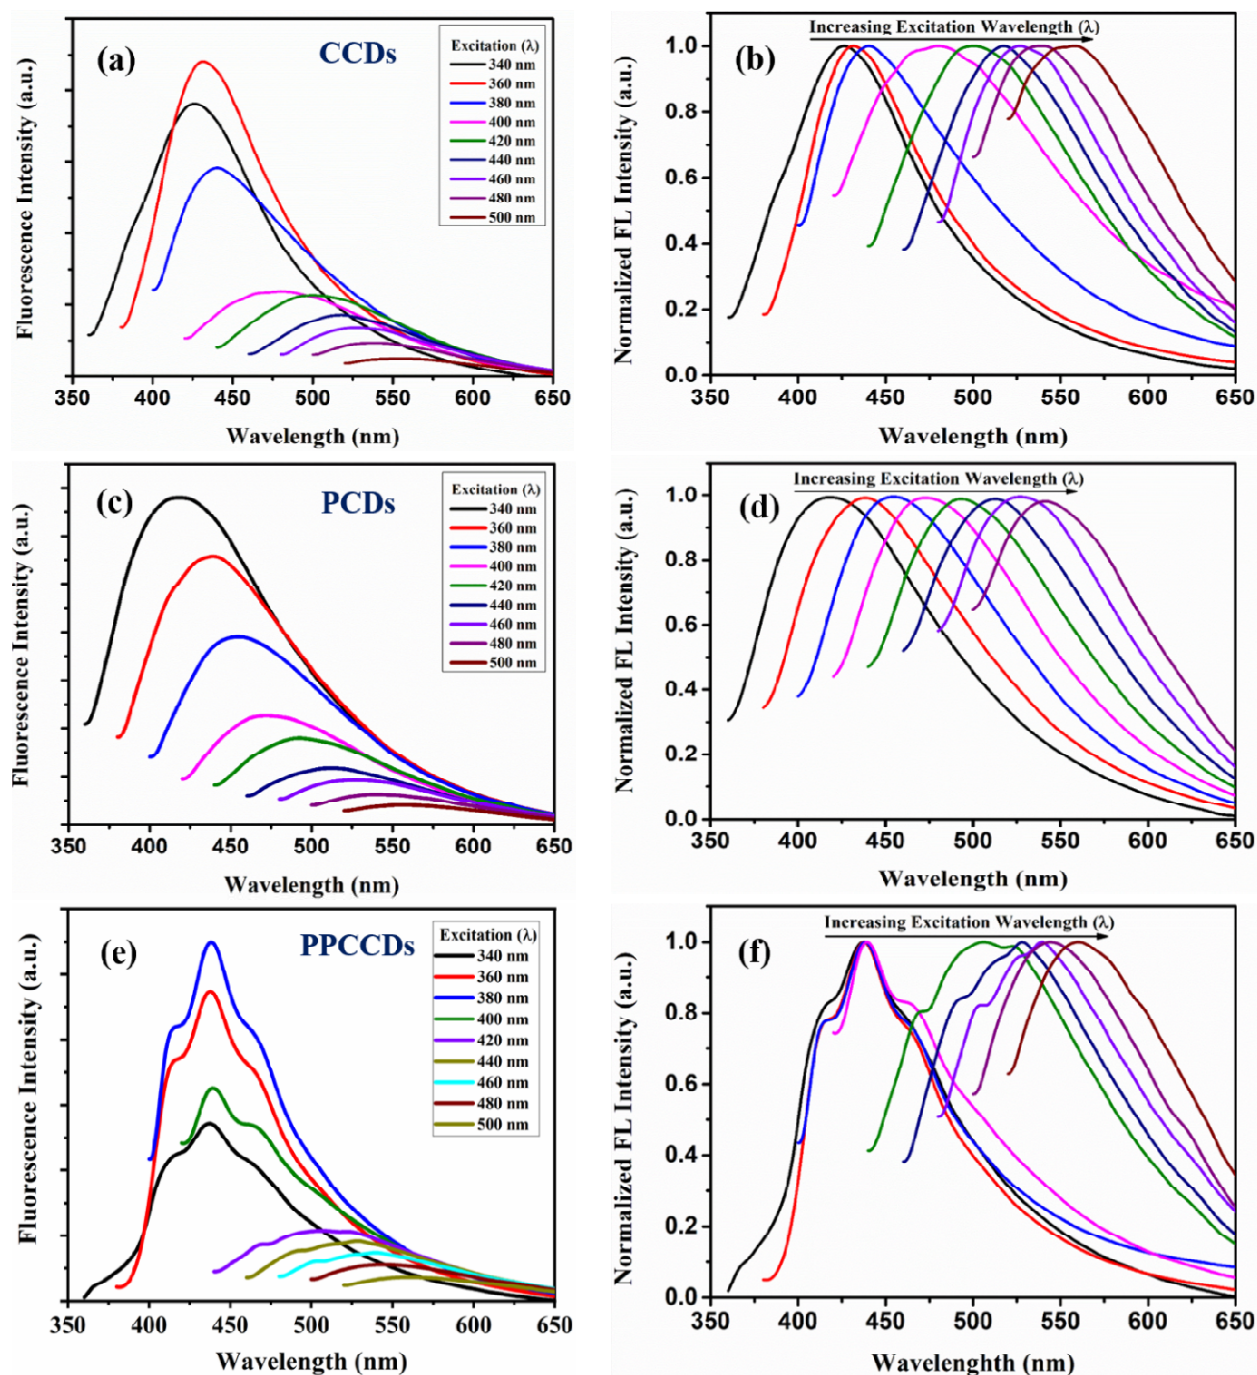 (a)
CCDs
Excitation (λ)
340 nm
360 nm
380 nm
400 nm
420 nm
440 nm
460 nm
480 nm
500 nm
Fluorescence Intensity (a.u.)
350 400 450 500 550 600 650
Wavelength (nm)
Increasing Excitation Wavelength (λ)
(b)
Normalized FL Intensity (a.u.)
1.0
0.8
0.6
0.4
0.2
0.0
350 400 450 500 550 600 650
Wavelength (nm)
(c)
PCDs
Excitation (λ)
340 nm
360 nm
380 nm
400 nm
420 nm
440 nm
460 nm
480 nm
500 nm
Fluorescence Intensity (a.u.)
350 400 450 500 550 600 650
Wavelength (nm)
Increasing Excitation Wavelength (λ)
(d)
Normalized FL Intensity (a.u.)
1.0
0.8
0.6
0.4
0.2
0.0
350 400 450 500 550 600 650
Wavelength (nm)
(e)
PPCCDs
Excitation (λ)
340 nm
360 nm
380 nm
400 nm
420 nm
440 nm
460 nm
480 nm
500 nm
Fluorescence Intensity (a.u.)
350 400 450 500 550 600 650
Wavelength (nm)
Increasing Excitation Wavelength (λ)
(f)
Normalized FL Intensity (a.u.)
1.0
0.8
0.6
0.4
0.2
0.0
350 400 450 500 550 600 650
Wavelenghth (nm)